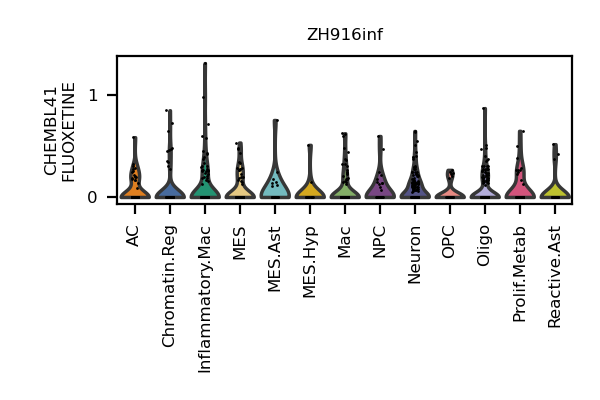 ZH916inf
CHEMBL41
FLUOXETINE
1
0
AC
Chromatin.Reg
Inflammatory.Mac
MES
MES.Ast
MES.Hyp
Mac
NPC
Neuron
OPC
Oligo
Prolif.Metab
Reactive.Ast